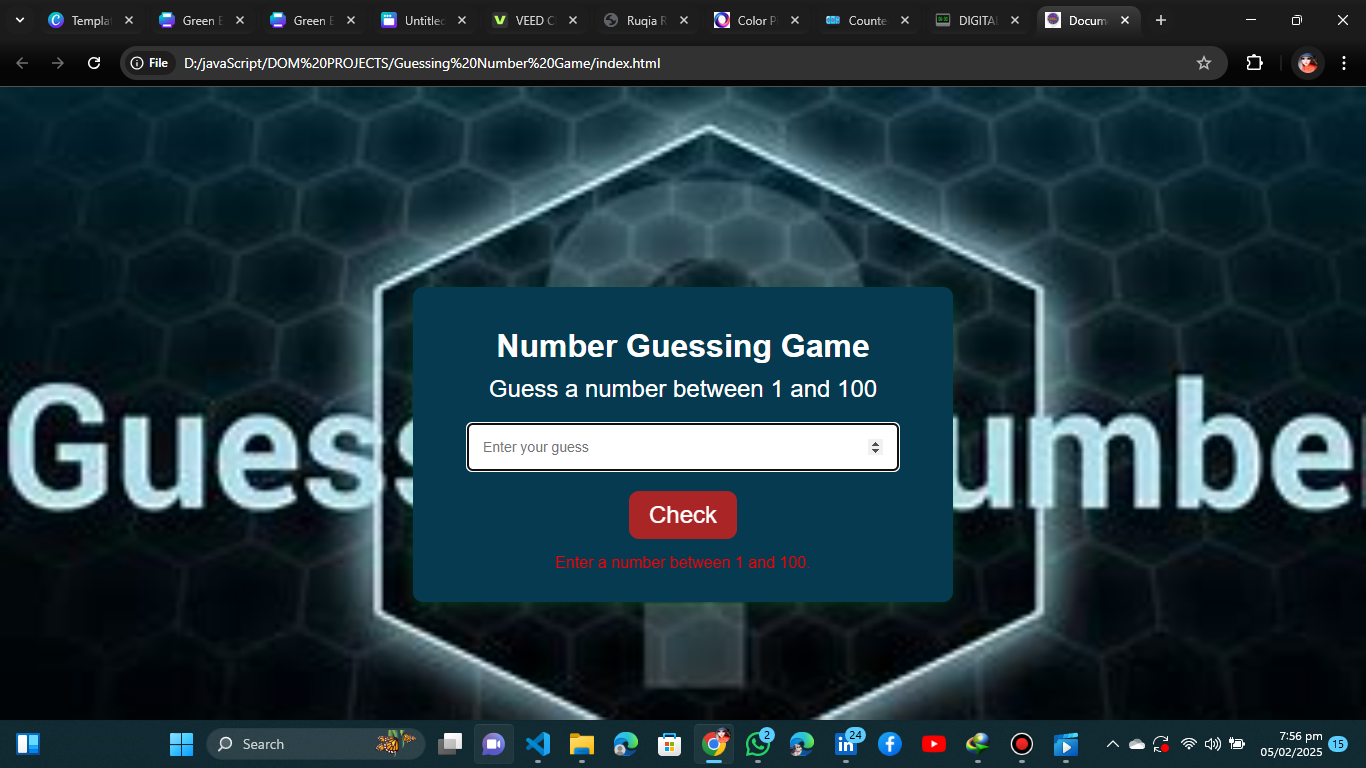 Templat
Green E
Green E
Untitled
VEED C
Ruqia R
Color P
Counte
DIGITAL
Docum
File
D:/javaScript/DOM%20PROJECTS/Guessing%20Number%20Game/index.html
Number Guessing Game
Guess a number between 1 and 100
Guess
umbe
Enter your guess
Check
Enter a number between 1 and 100.
Search
2
24
7:56 pm
05/02/2025
15